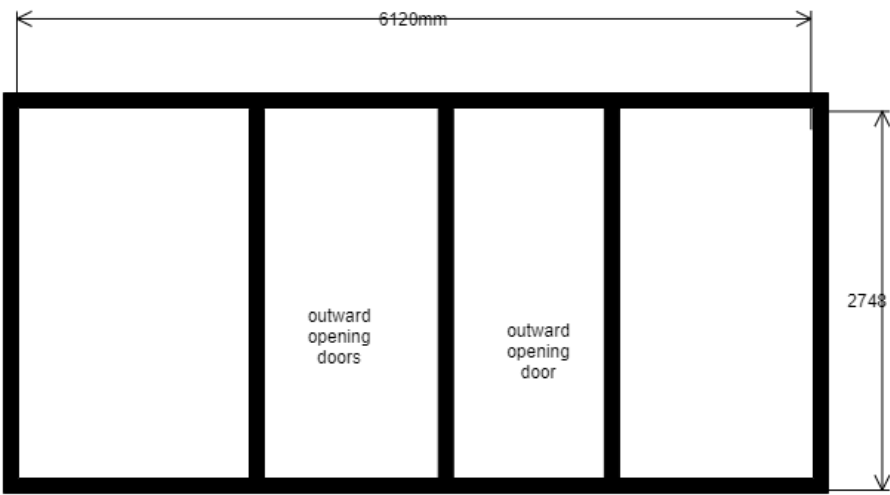 6120mm
2748
outward
opening
doors
outward
opening
door